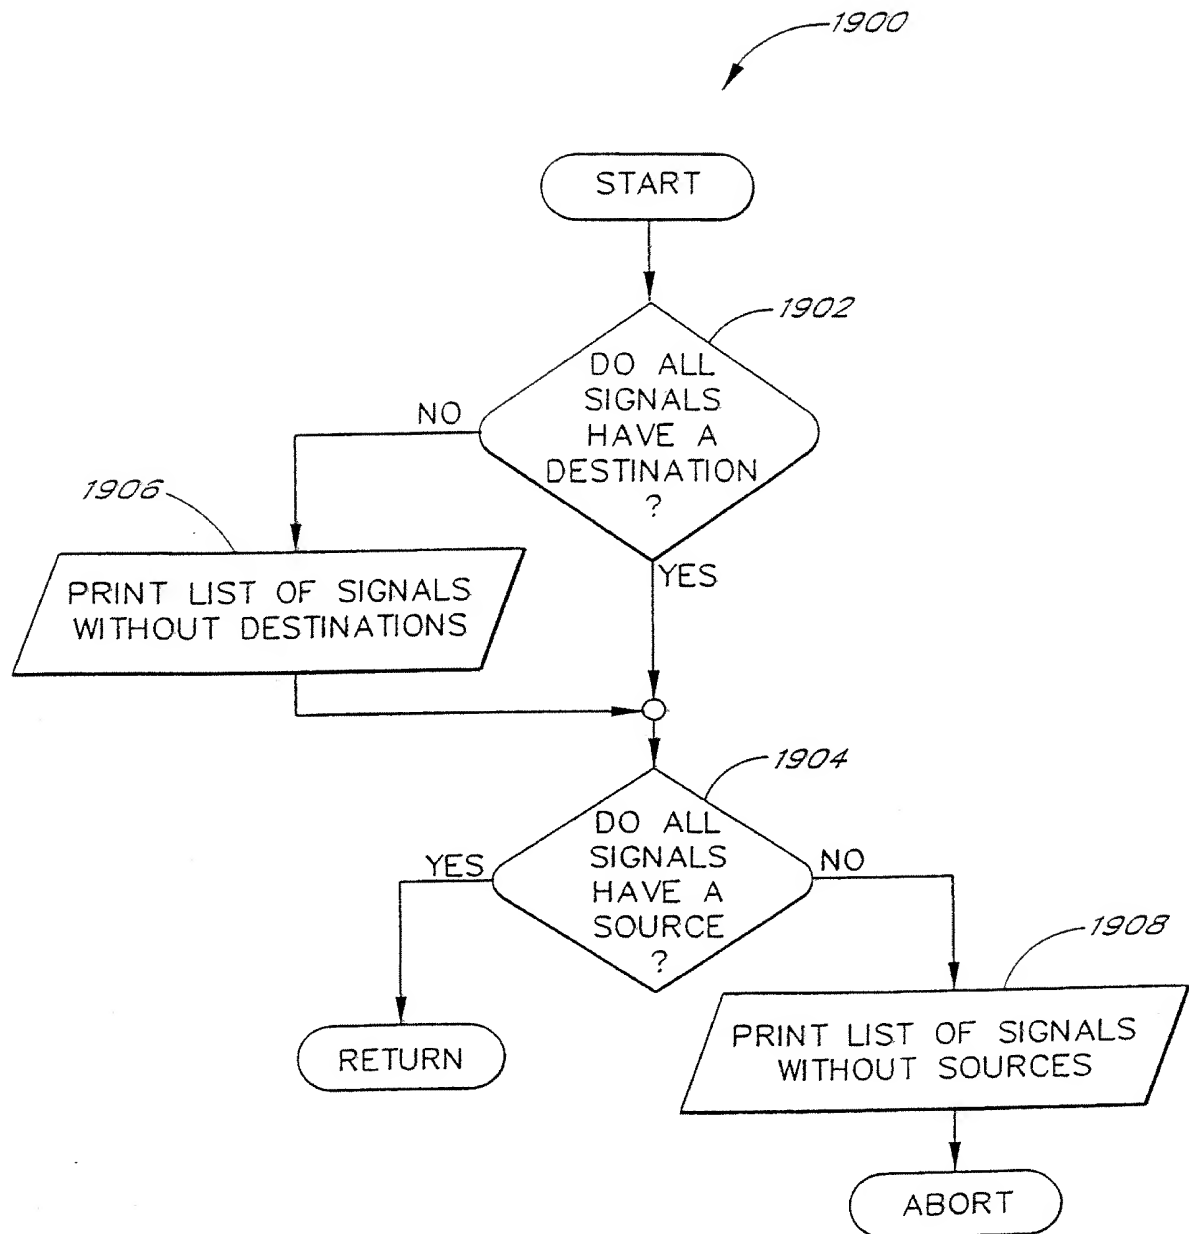 1900
START
1902
DO ALL
SIGNALS
HAVE A
DESTINATION
?
NO
YES
1906
PRINT LIST OF SIGNALS
WITHOUT DESTINATIONS
1904
DO ALL
SIGNALS
HAVE A
SOURCE
?
YES
NO
RETURN
1908
PRINT LIST OF SIGNALS
WITHOUT SOURCES
ABORT